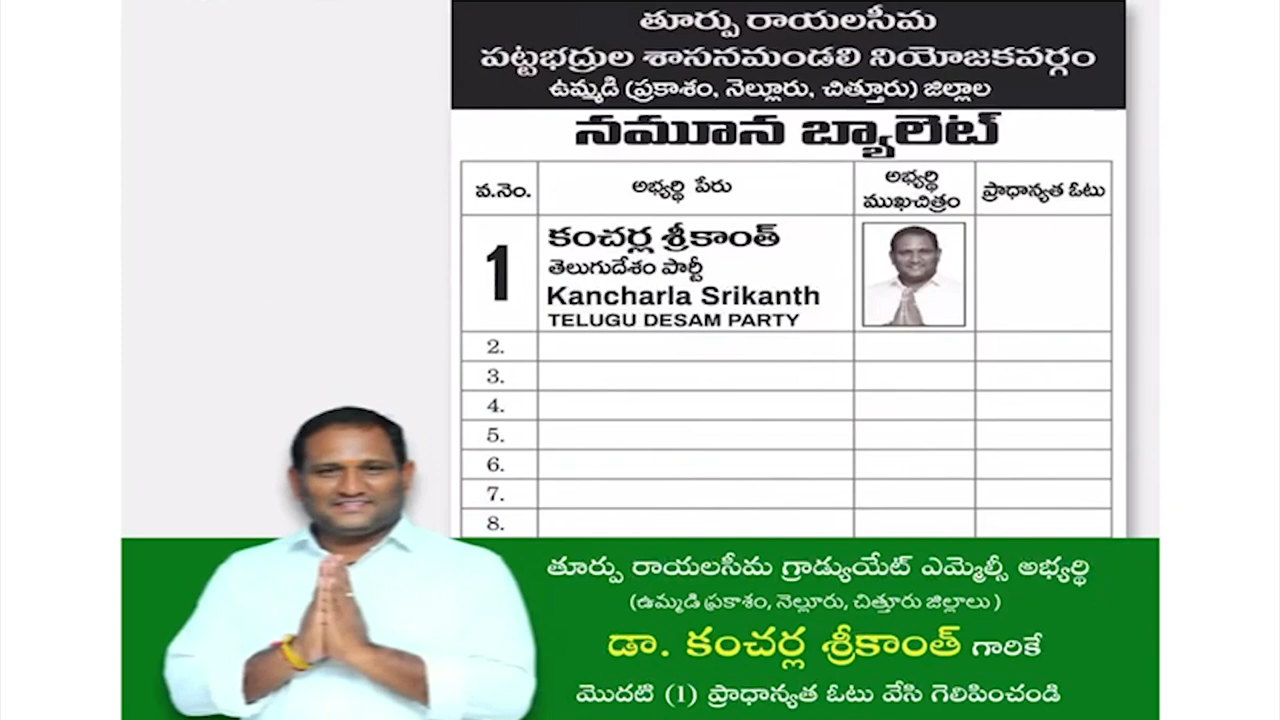 తూర్పు రాయలసీమ
పట్టభద్రుల శాసనమండలి నియోజకవర్గం
ఉమ్మడి (ప్రకాశం, నెల్లూరు, చిత్తూరు) జిల్లాల
నమూన బ్యాలెట్
వ.నెం. అభ్యర్థి పేరు అభ్యర్థి ముఖచిత్రం ప్రాధాన్యత ఓటు
1 కంచర్ల శ్రీకాంత్
తెలుగుదేశం పార్టీ
Kancharla Srikanth
TELUGU DESAM PARTY
2.
3.
4.
5.
6.
7.
8.
తూర్పు రాయలసీమ గ్రాడ్యుయేట్ ఎమ్మెల్సీ అభ్యర్థి
(ఉమ్మడి ప్రకాశం, నెల్లూరు, చిత్తూరు జిల్లాలు)
డా. కంచర్ల శ్రీకాంత్ గారికే
మొదటి (1) ప్రాధాన్యత ఓటు వేసి గెలిపించండి